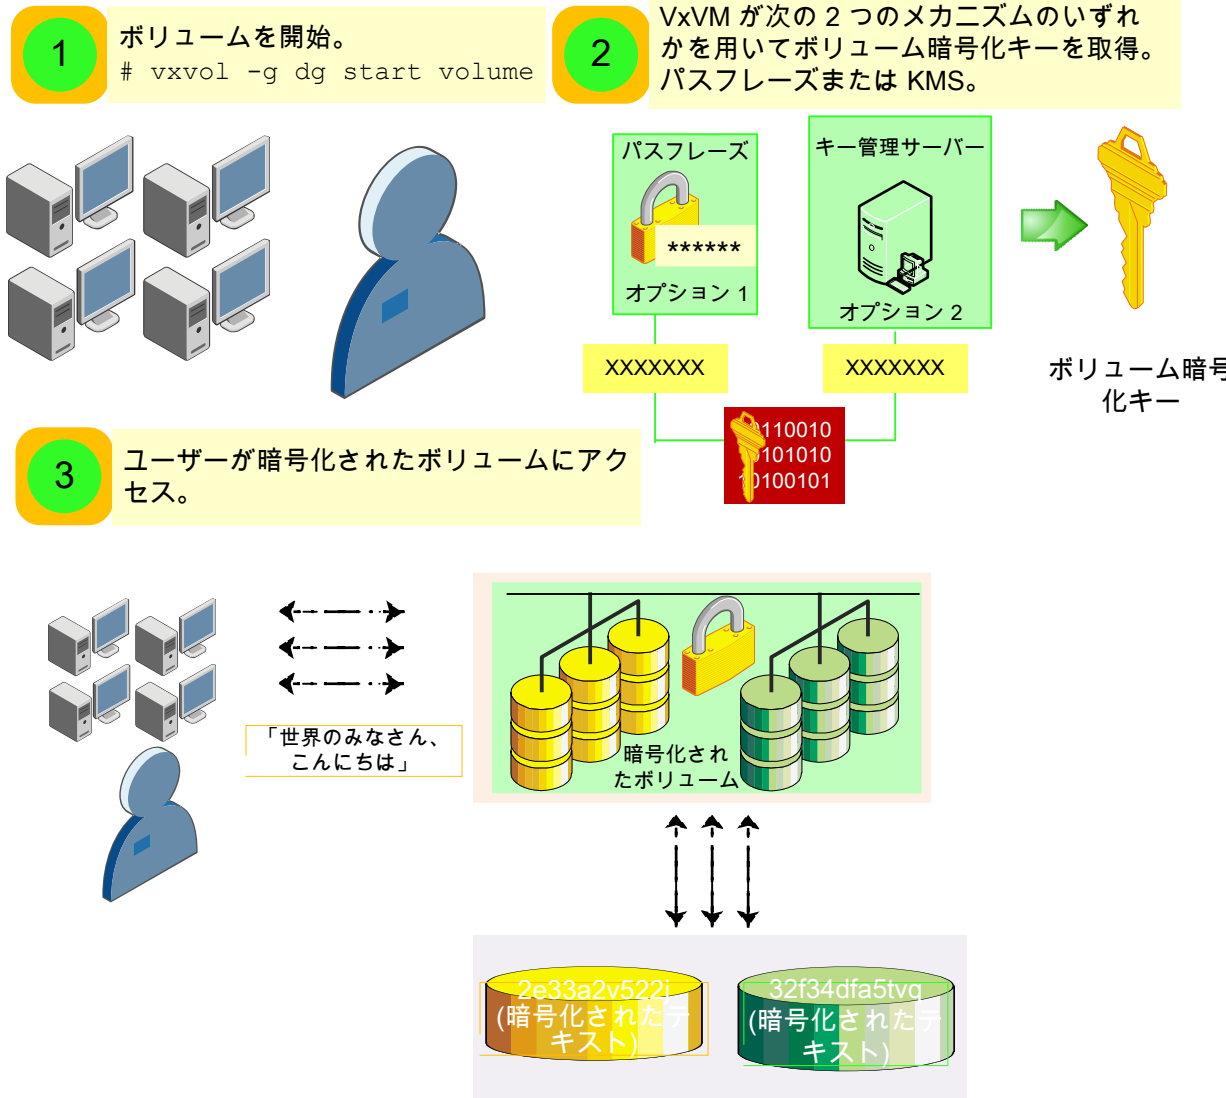 1
ボリュームを開始。
# vxvol -g dg start volume
2
VxVM が次の 2 つのメカニズムのいずれ
かを用いてボリューム暗号化キーを取得。
パスフレーズまたは KMS。
パスフレーズ
******
オプション 1
キー管理サーバー
オプション 2
XXXXXXX
XXXXXXX
ボリューム暗号
化キー
0110010
0101010
10100101
3
ユーザーが暗号化されたボリュームにアク
セス。
「世界のみなさん、
こんにちは」
暗号化され
たボリューム
2e33a2v522j
(暗号化されたテ
キスト)
32f34dfa5tvg
(暗号化されたテ
キスト)